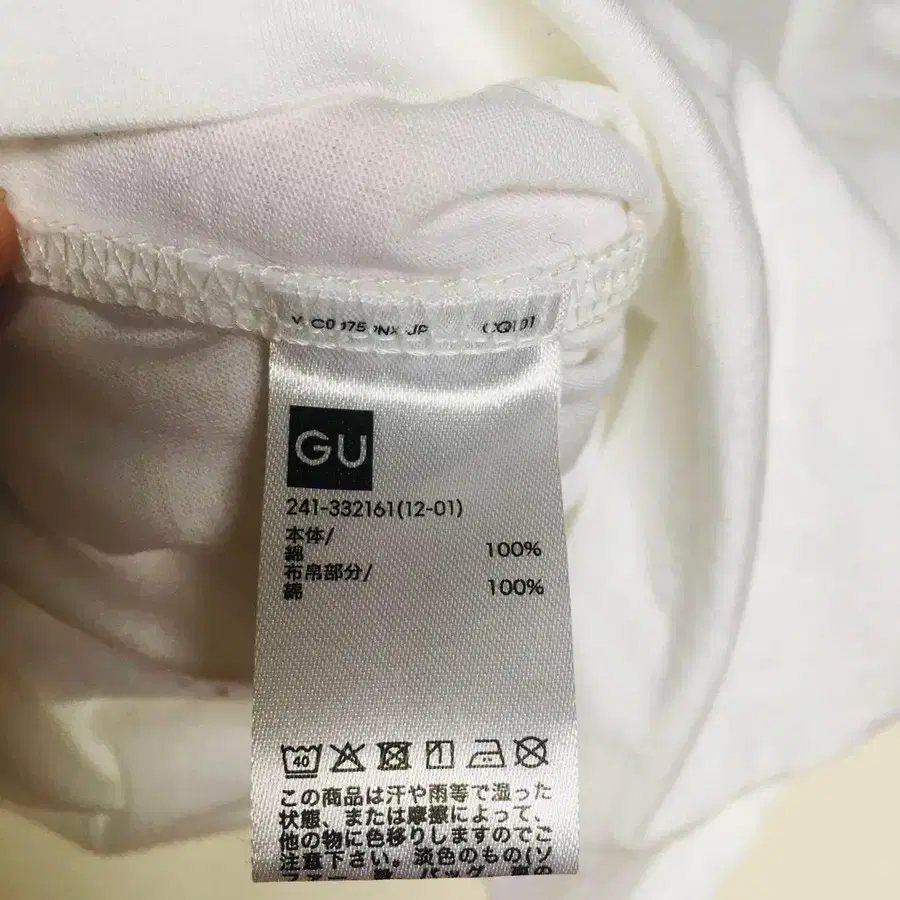 GU
241-332161(12-01)
本体/
綿 100%
布帛部分/
綿 100%
40
この商品は汗や雨等で湿った
状態、または摩擦によって、
他の物に色移りしますのでご
注意下さい。淡色のもの(ソ